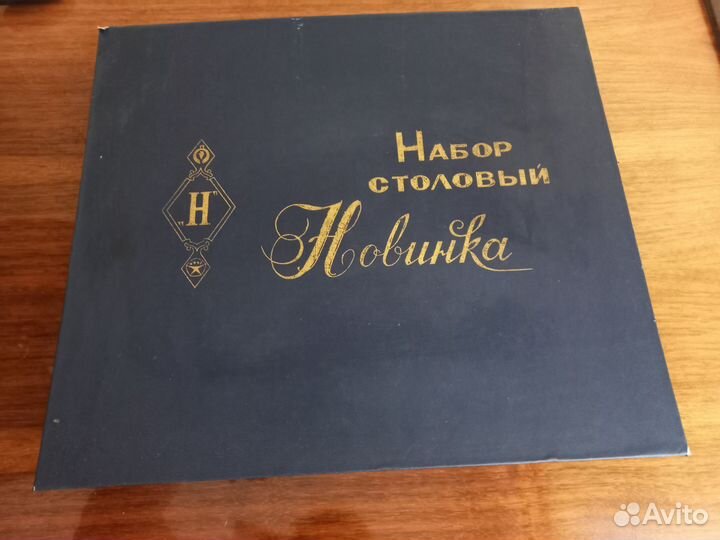 „Н"
Набор
столовый
Новинка
Avito